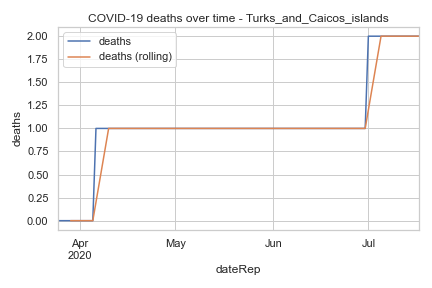 COVID-19 deaths over time - Turks_and_Caicos_islands
deaths
deaths (rolling)
2.00
1.75
1.50
1.25
1.00
0.75
0.50
0.25
0.00
deaths
Apr
2020
May
Jun
Jul
dateRep